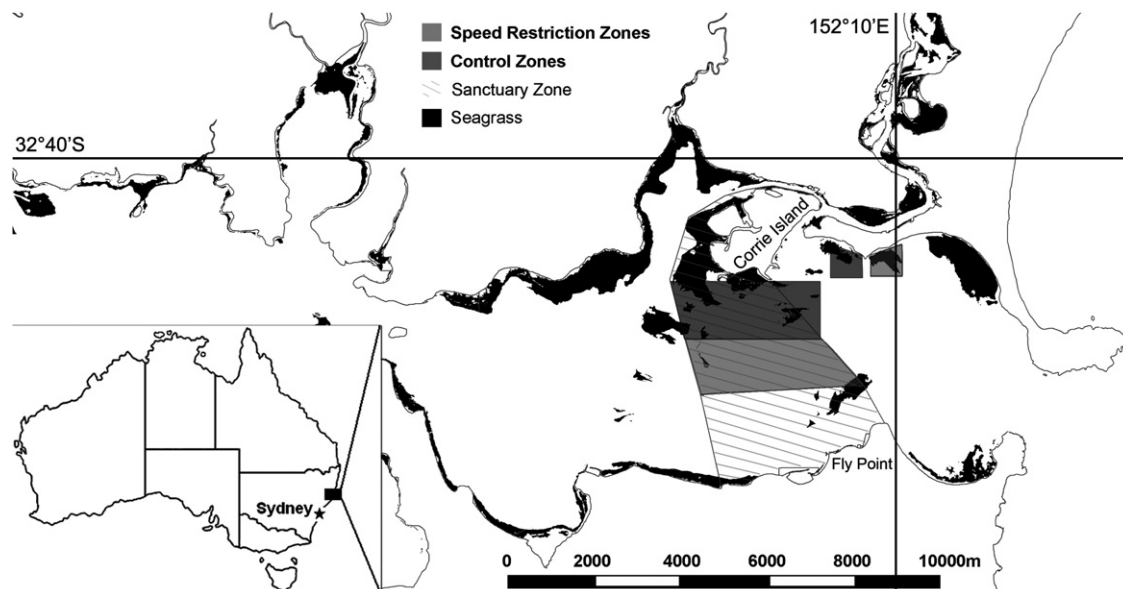 152°10'E
Speed Restriction Zones
Control Zones
Sanctuary Zone
Seagrass
32°40'S
Corrie Island
Fly Point
Sydney
0 2000 4000 6000 8000 10000m